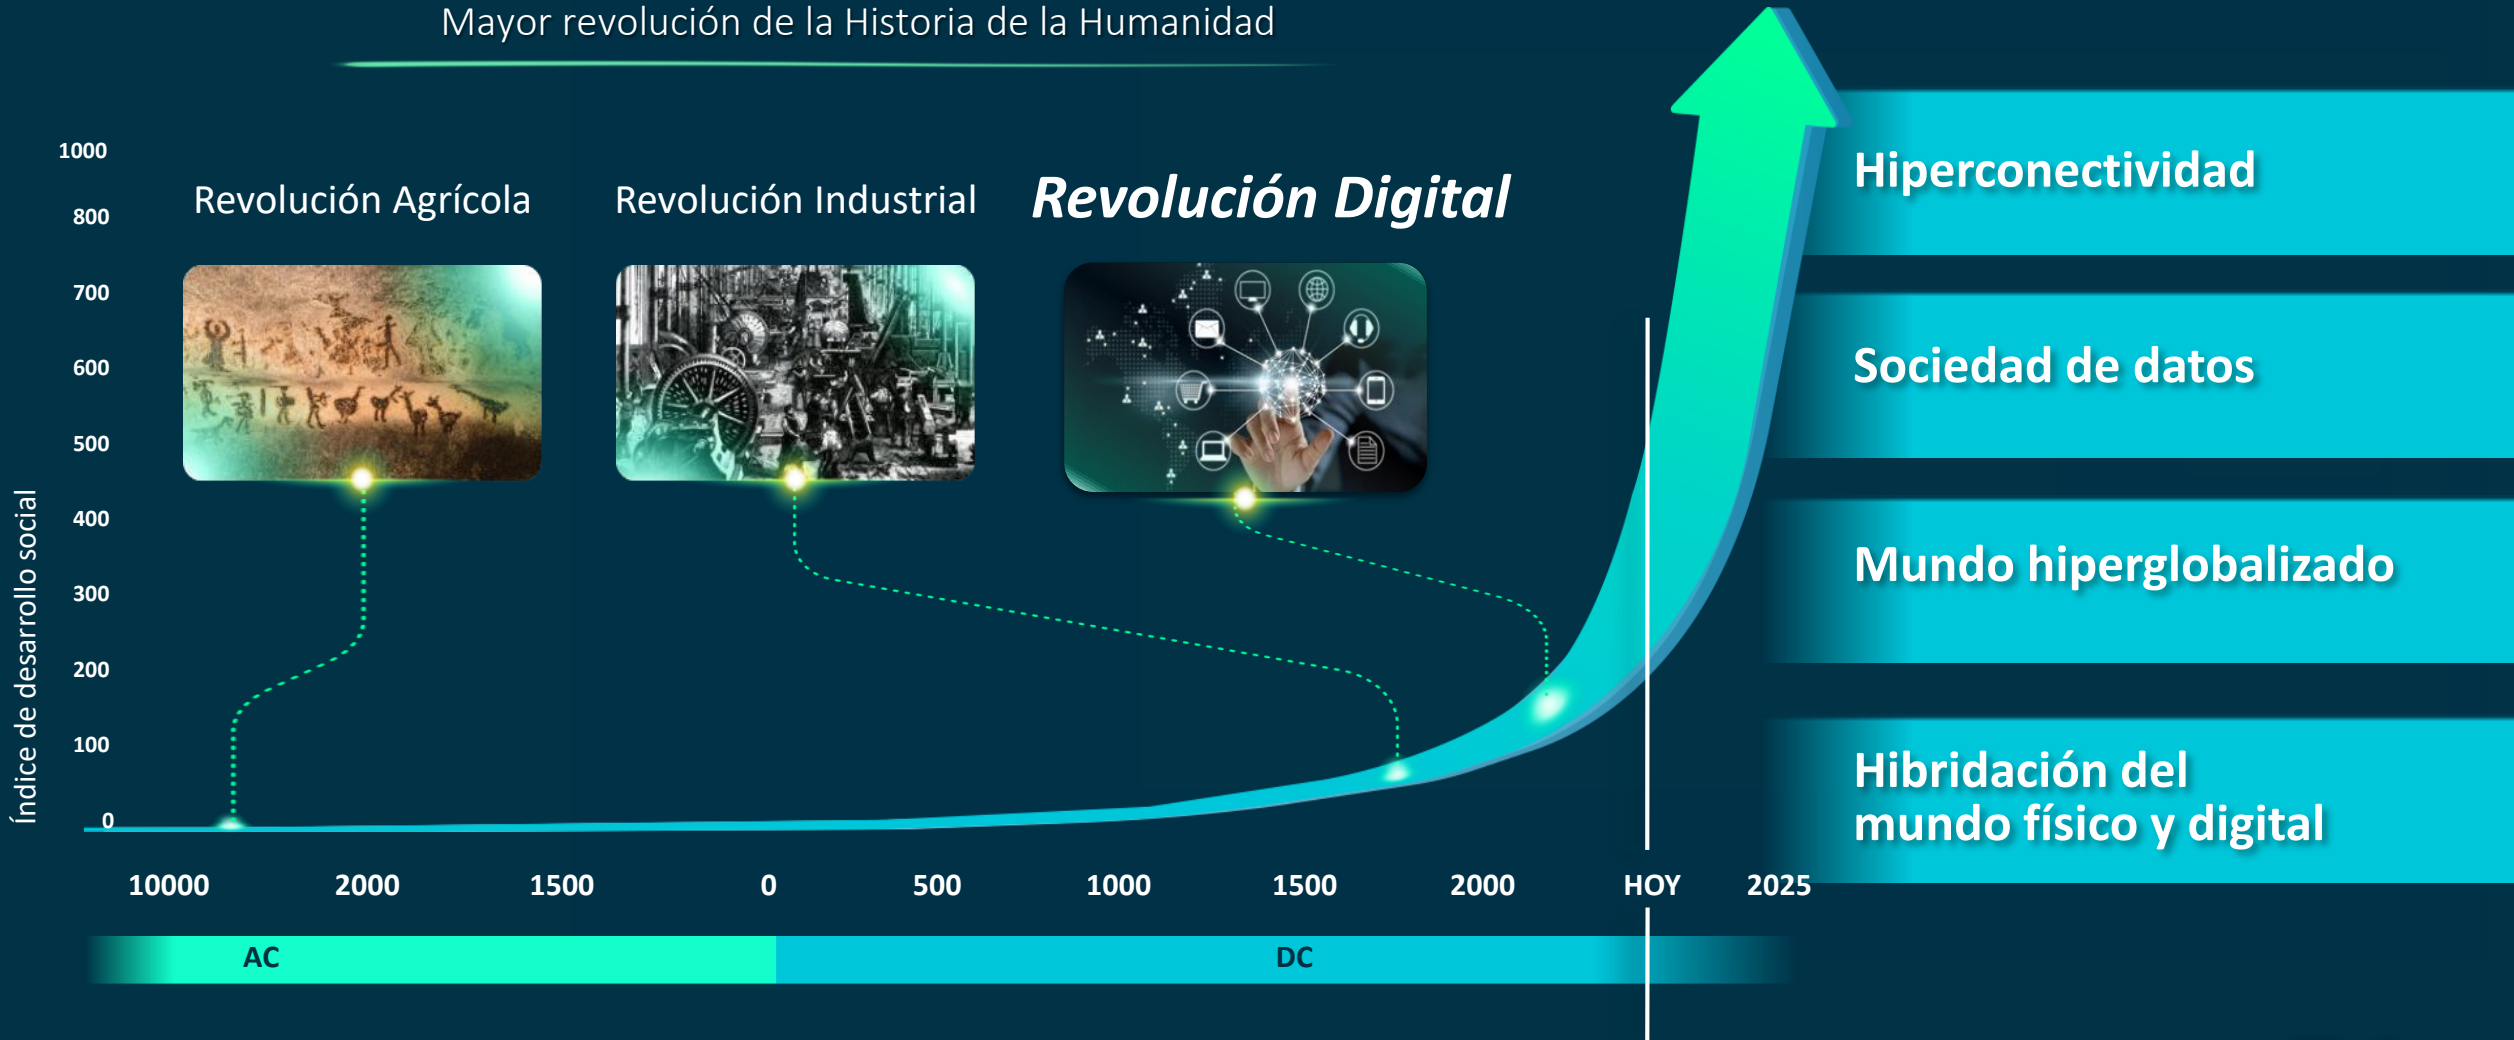 Mayor revolución de la Historia de la Humanidad
Revolución Agrícola
Revolución Industrial
Revolución Digital
Índice de desarrollo social
1000
800
700
600
500
400
300
200
100
0
10000 2000 1500 0 500 1000 1500 2000 HOY 2025
AC DC
Hiperconectividad
Sociedad de datos
Mundo hiperglobalizado
Hibridación del
mundo físico y digital